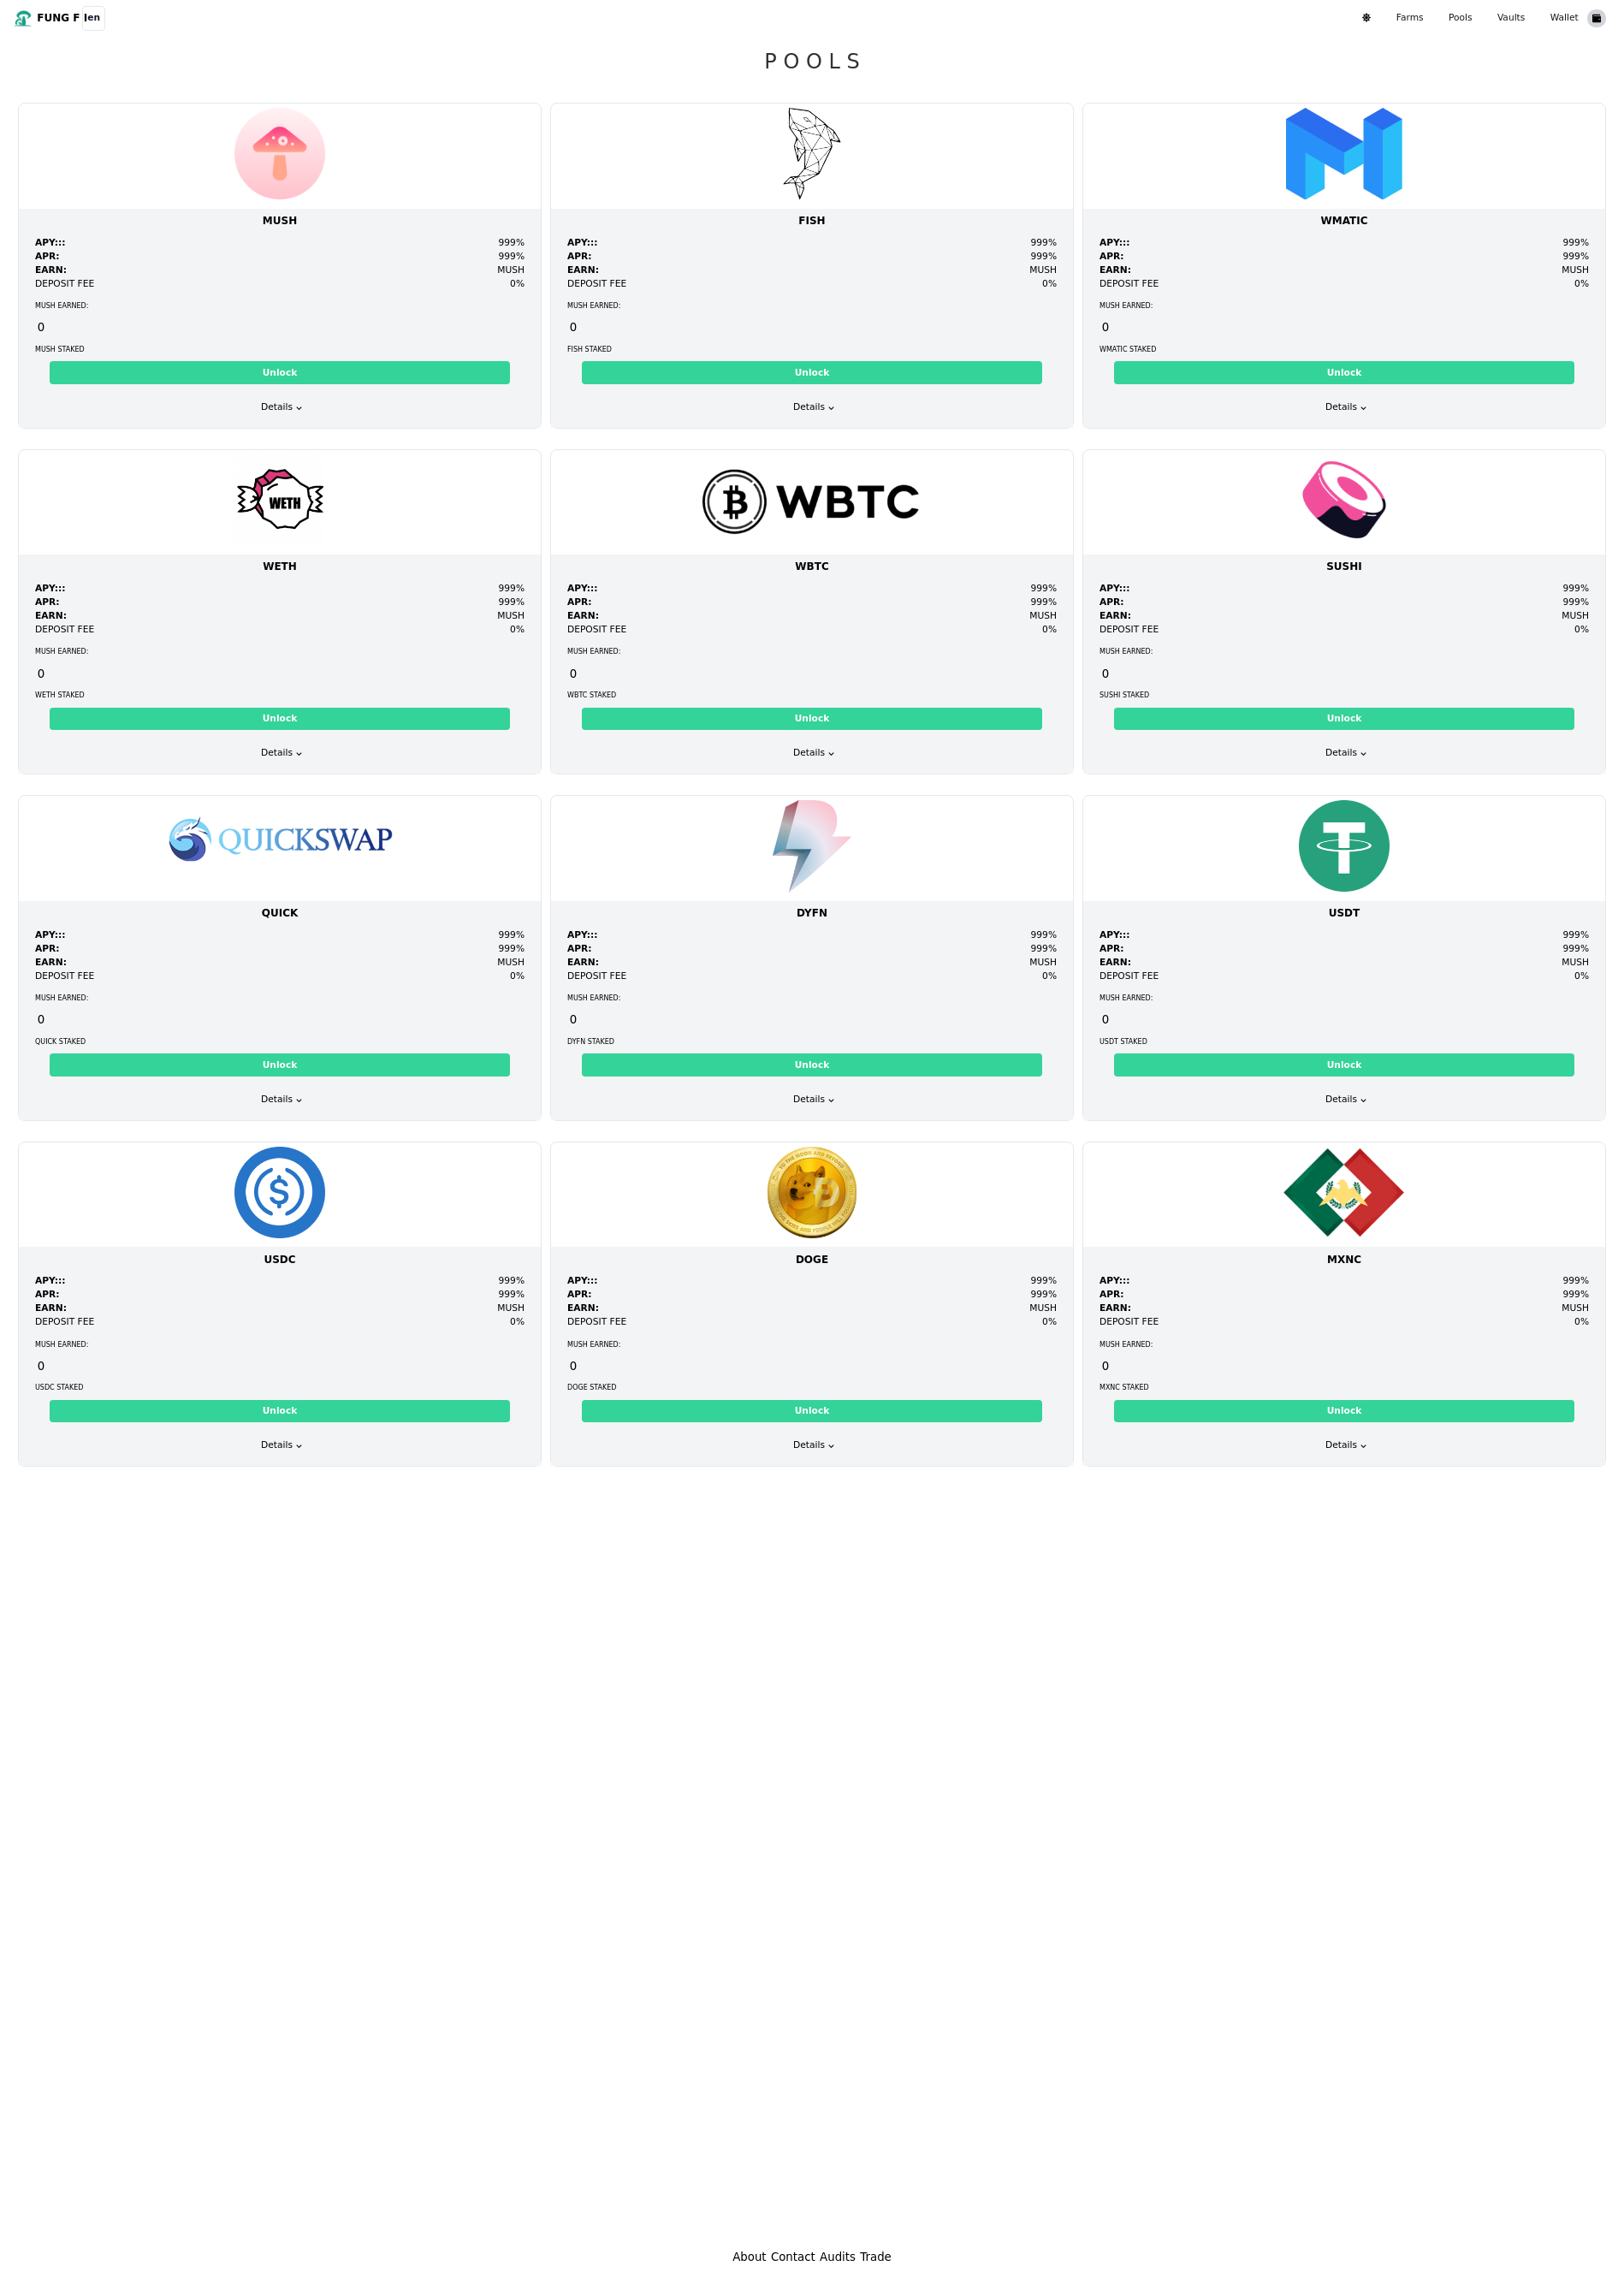 FUNG F len
Farms Pools Vaults Wallet
POOLS
MUSH
APY::: 999%
APR: 999%
EARN: MUSH
DEPOSIT FEE 0%
MUSH EARNED:
0
MUSH STAKED
Unlock
Details
FISH
APY::: 999%
APR: 999%
EARN: MUSH
DEPOSIT FEE 0%
MUSH EARNED:
0
FISH STAKED
Unlock
Details
WMATIC
APY::: 999%
APR: 999%
EARN: MUSH
DEPOSIT FEE 0%
MUSH EARNED:
0
WMATIC STAKED
Unlock
Details
WETH
WETH
APY::: 999%
APR: 999%
EARN: MUSH
DEPOSIT FEE 0%
MUSH EARNED:
0
WETH STAKED
Unlock
Details
WBTC
WBTC
APY::: 999%
APR: 999%
EARN: MUSH
DEPOSIT FEE 0%
MUSH EARNED:
0
WBTC STAKED
Unlock
Details
SUSHI
APY::: 999%
APR: 999%
EARN: MUSH
DEPOSIT FEE 0%
MUSH EARNED:
0
SUSHI STAKED
Unlock
Details
QUICKSWAP
QUICK
APY::: 999%
APR: 999%
EARN: MUSH
DEPOSIT FEE 0%
MUSH EARNED:
0
QUICK STAKED
Unlock
Details
DYFN
APY::: 999%
APR: 999%
EARN: MUSH
DEPOSIT FEE 0%
MUSH EARNED:
0
DYFN STAKED
Unlock
Details
USDT
APY::: 999%
APR: 999%
EARN: MUSH
DEPOSIT FEE 0%
MUSH EARNED:
0
USDT STAKED
Unlock
Details
USDC
APY::: 999%
APR: 999%
EARN: MUSH
DEPOSIT FEE 0%
MUSH EARNED:
0
USDC STAKED
Unlock
Details
DOGE
APY::: 999%
APR: 999%
EARN: MUSH
DEPOSIT FEE 0%
MUSH EARNED:
0
DOGE STAKED
Unlock
Details
MXNC
APY::: 999%
APR: 999%
EARN: MUSH
DEPOSIT FEE 0%
MUSH EARNED:
0
MXNC STAKED
Unlock
Details
About Contact Audits Trade